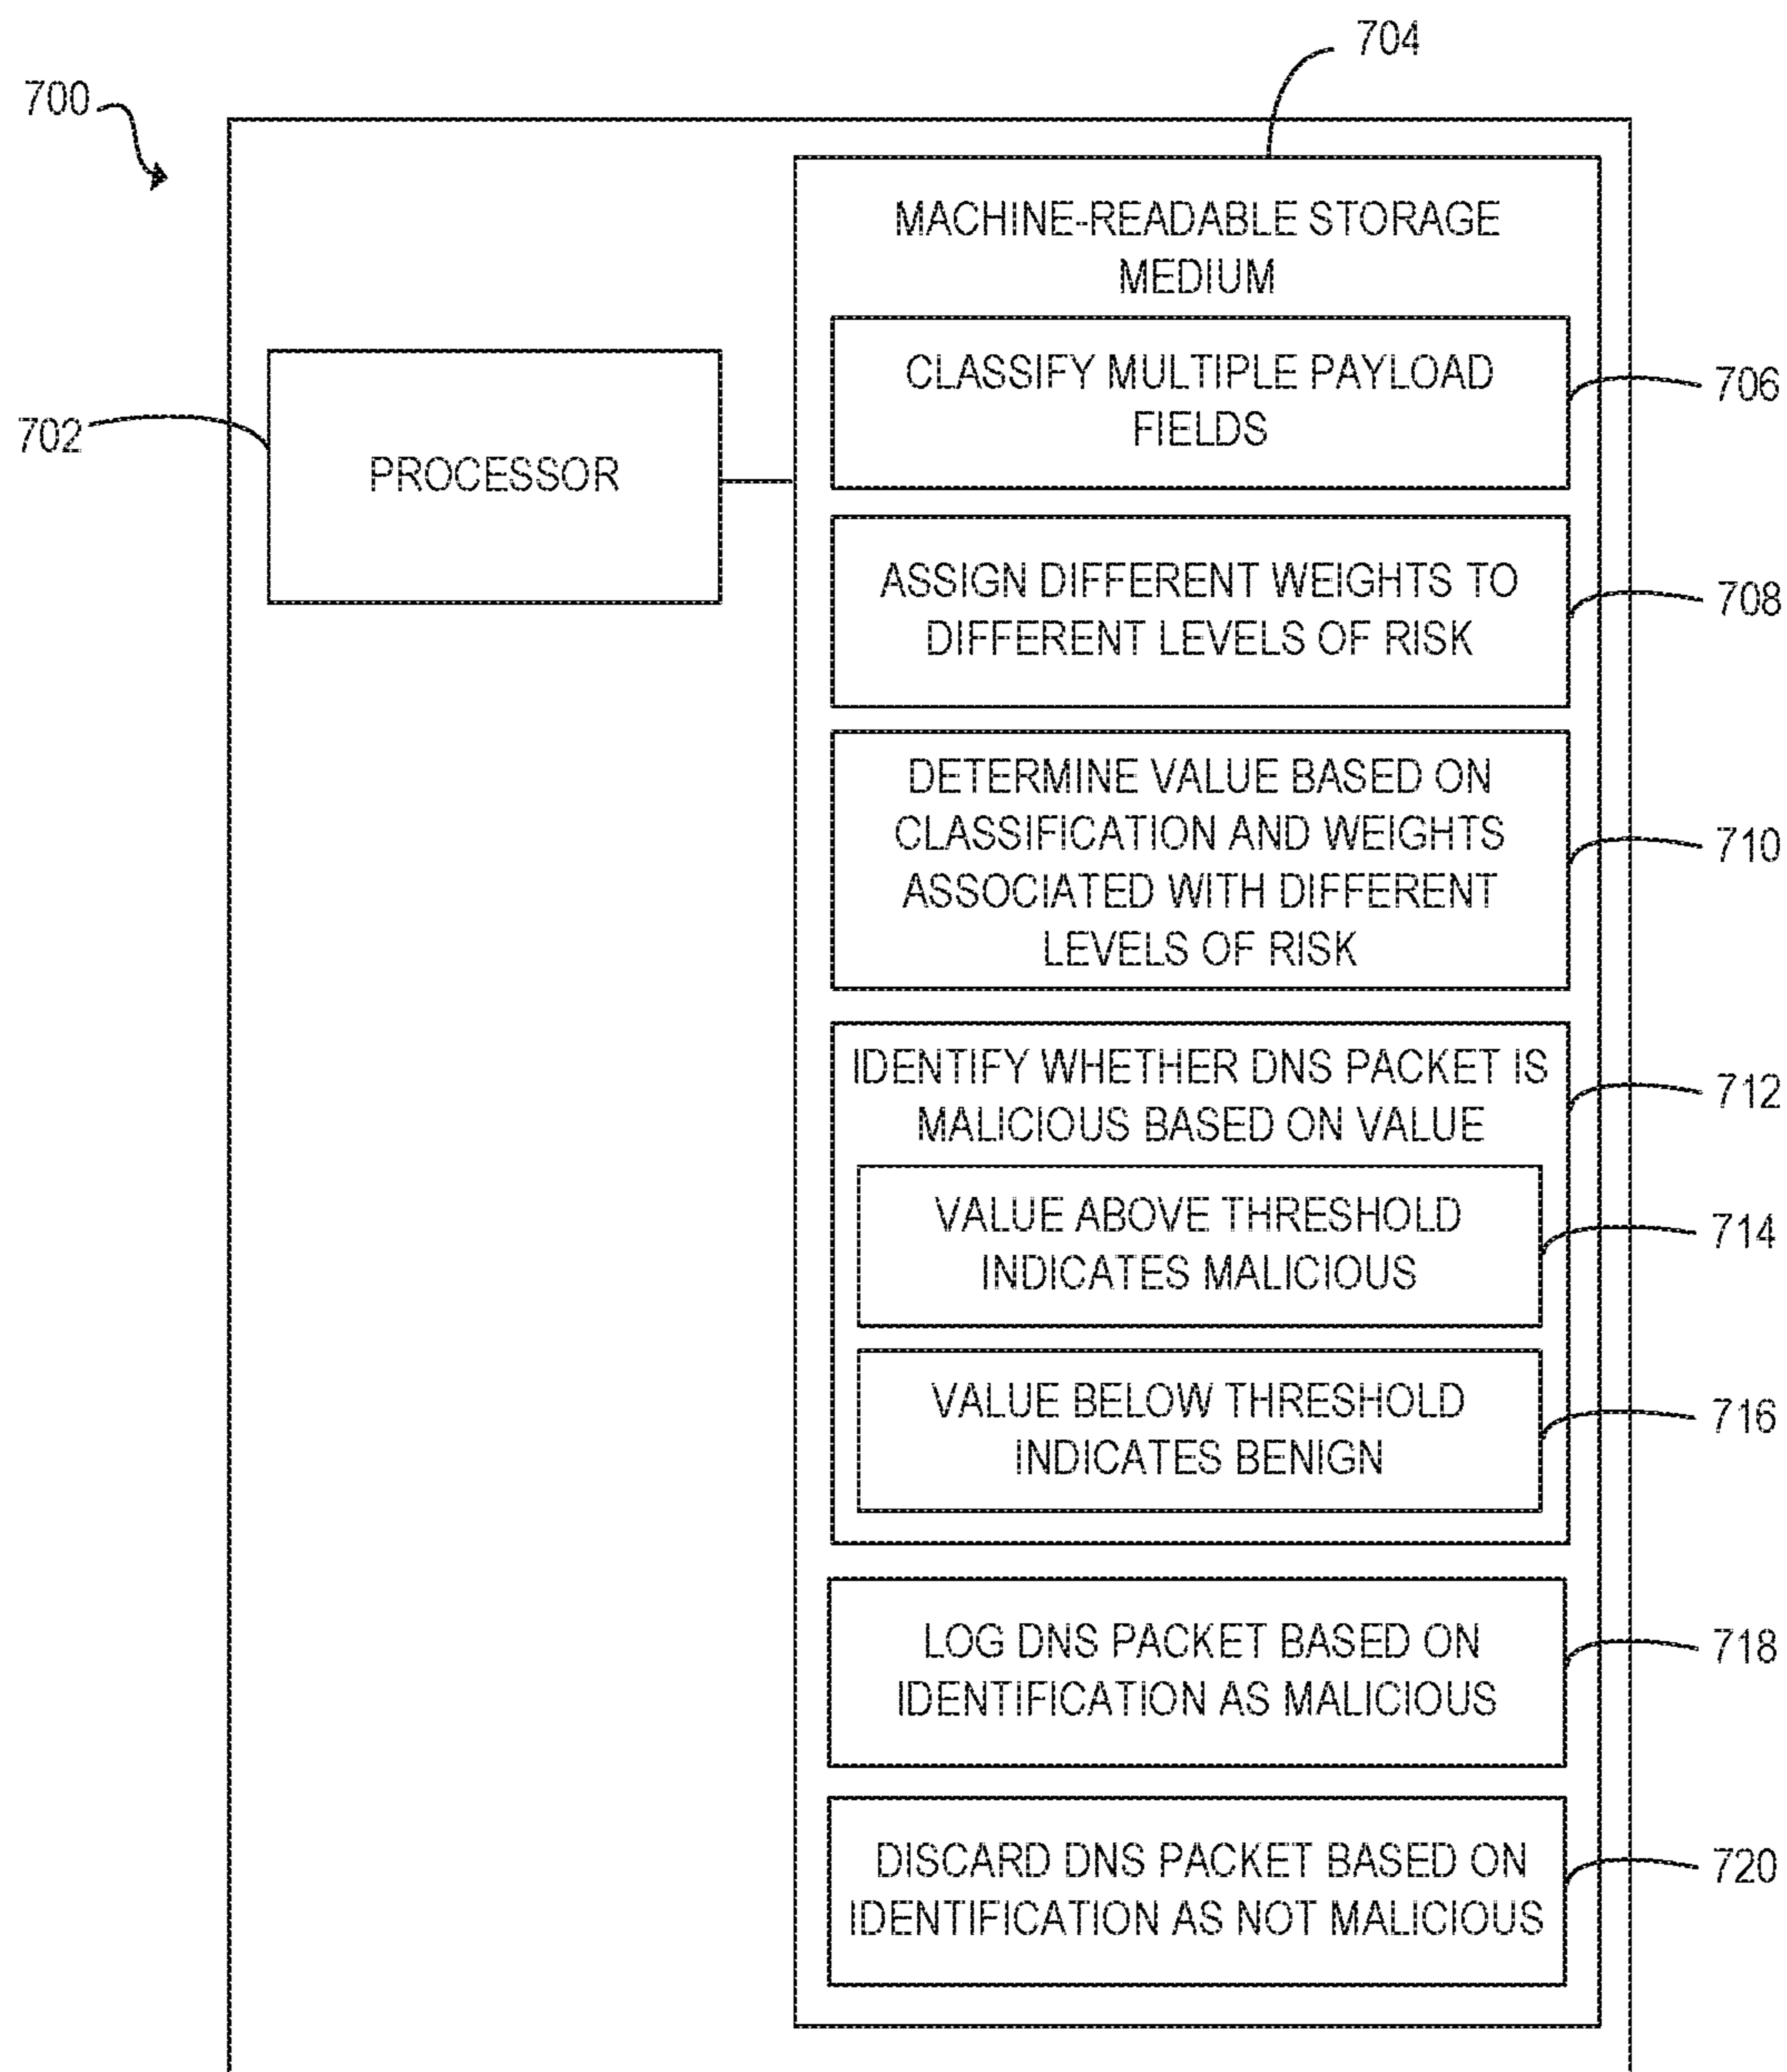 704
700
MACHINE-READABLE STORAGE
MEDIUM
CLASSIFY MULTIPLE PAYLOAD
FIELDS
706
702
PROCESSOR
ASSIGN DIFFERENT WEIGHTS TO
DIFFERENT LEVELS OF RISK
708
DETERMINE VALUE BASED ON
CLASSIFICATION AND WEIGHTS
ASSOCIATED WITH DIFFERENT
LEVELS OF RISK
710
IDENTIFY WHETHER DNS PACKET IS
MALICIOUS BASED ON VALUE
712
VALUE ABOVE THRESHOLD
INDICATES MALICIOUS
714
VALUE BELOW THRESHOLD
INDICATES BENIGN
716
LOG DNS PACKET BASED ON
IDENTIFICATION AS MALICIOUS
718
DISCARD DNS PACKET BASED ON
IDENTIFICATION AS NOT MALICIOUS
720